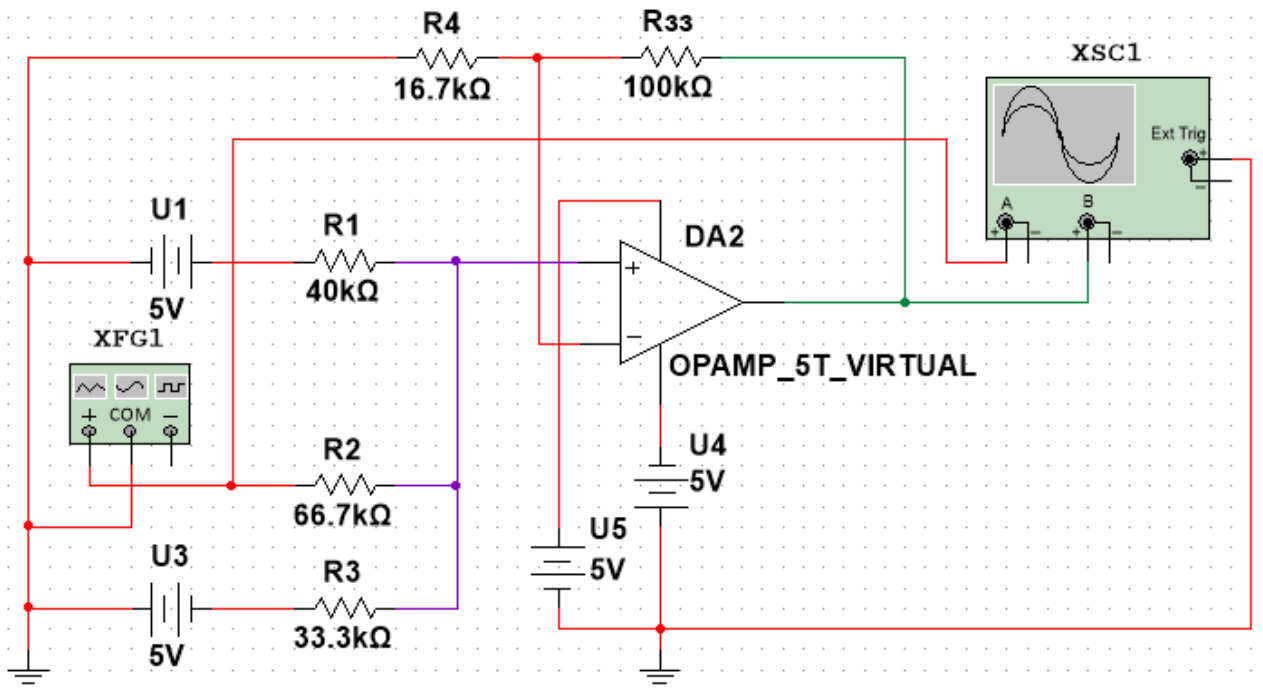 R4
16.7kΩ
R33
100kΩ
XSC1
Ext Trig
+
−
A
B
+ −
+ −
U1
5V
R1
40kΩ
DA2
+
−
OPAMP_5T_VIRTUAL
XFG1
+ COM −
R2
66.7kΩ
U4
5V
U3
5V
R3
33.3kΩ
U5
5V